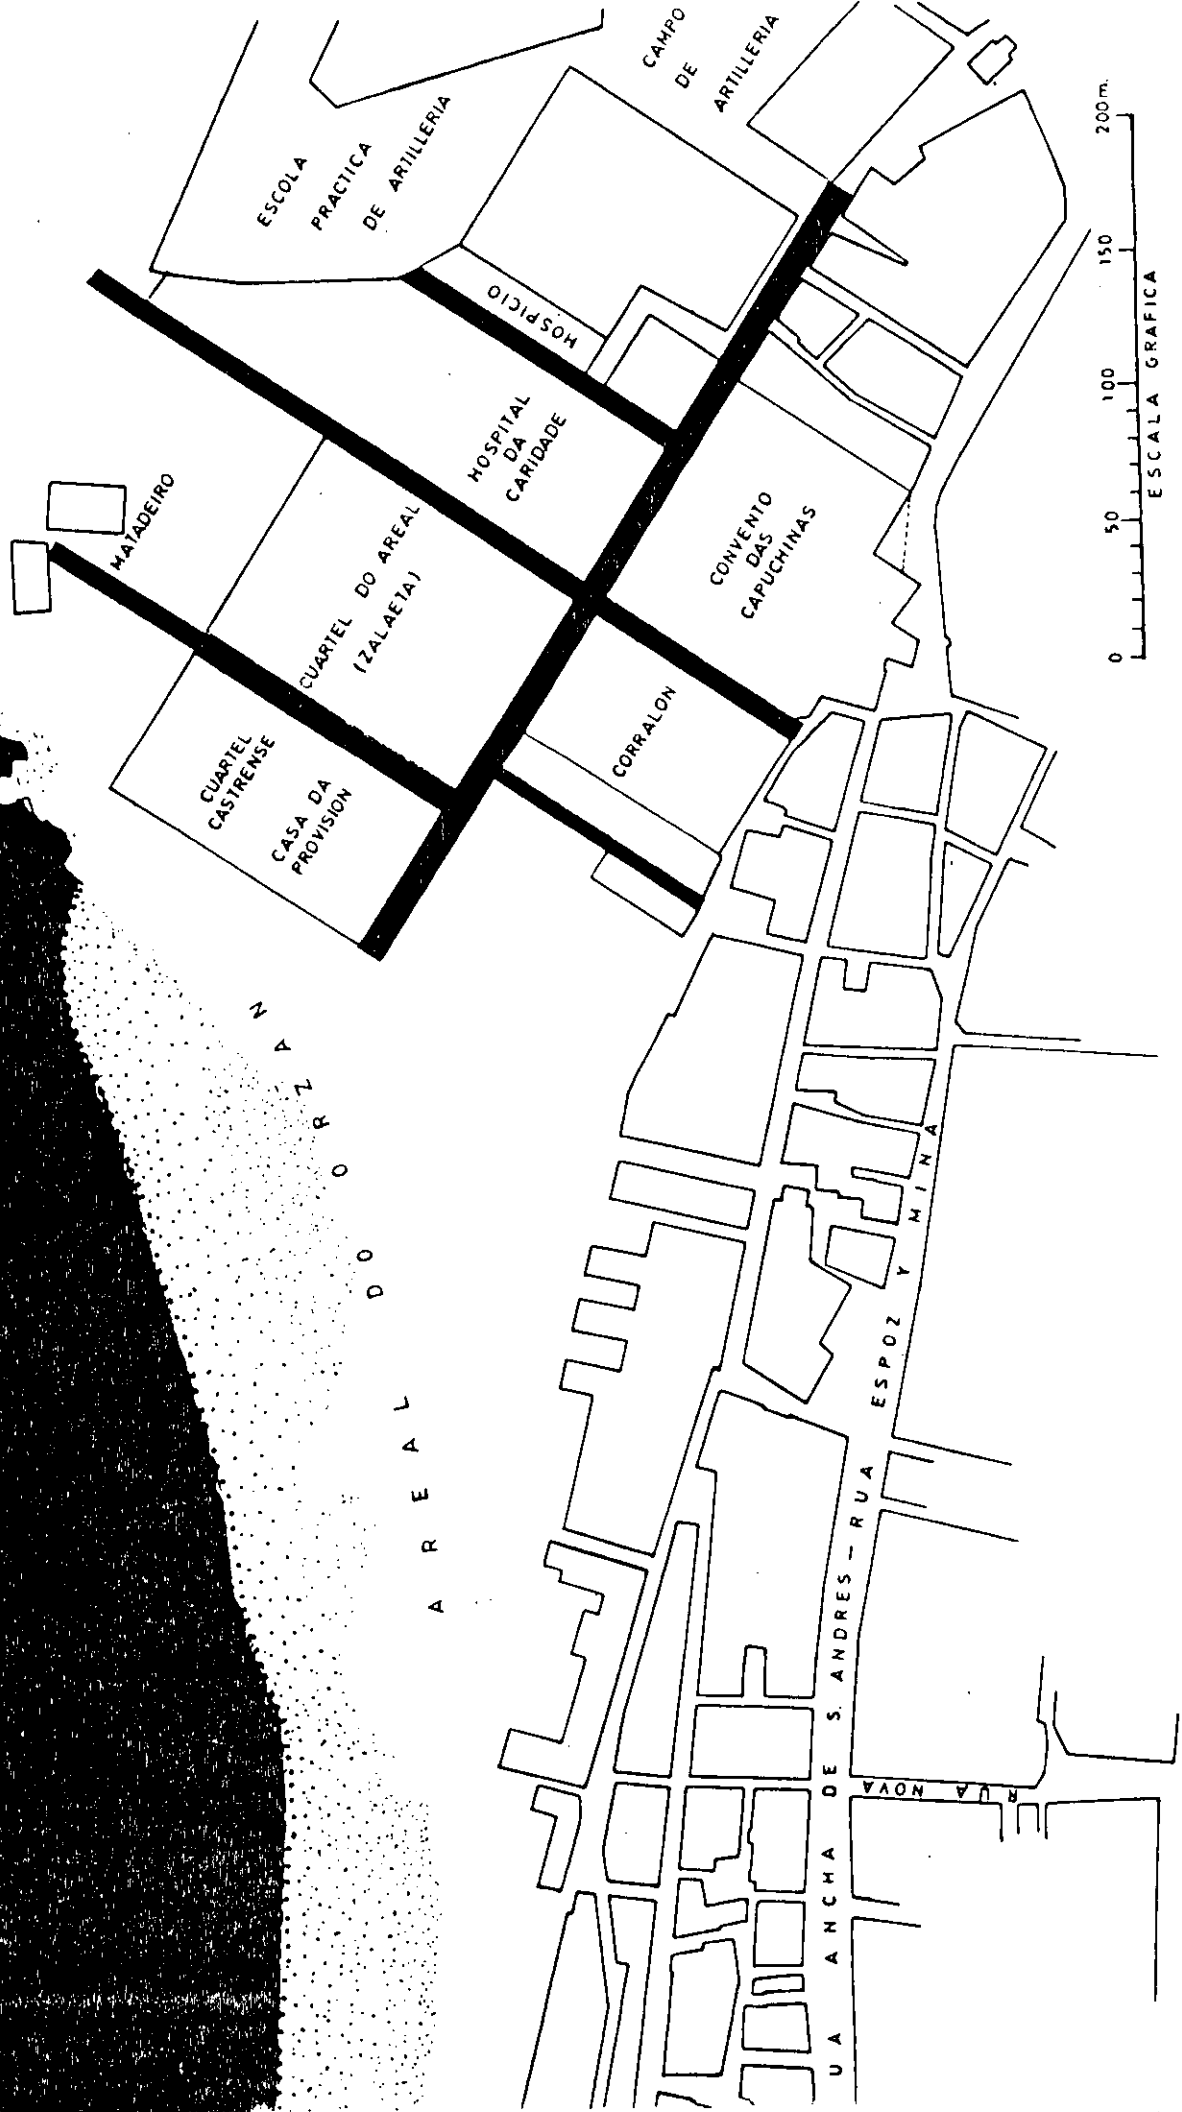 CAMPO
DE
ARTILLERIA
ESCOLA
PRACTICA
DE ARTILLERIA
HOSPICIO
HOSPITAL
DA
CARIDADE
MATADEIRO
CUARTEL DO AREAL
(ZALAETA)
CUARTEL
CASTRENSE
CASA DA
PROVISION
CONVENTO
DAS
CAPUCHINAS
CORRALON
AREAL DO ORZAN
UA ANCHA DE S. ANDRES - RUA ESPOZ Y MINA
RUA NOVA
0 50 100 150 200 m.
ESCALA GRAFICA